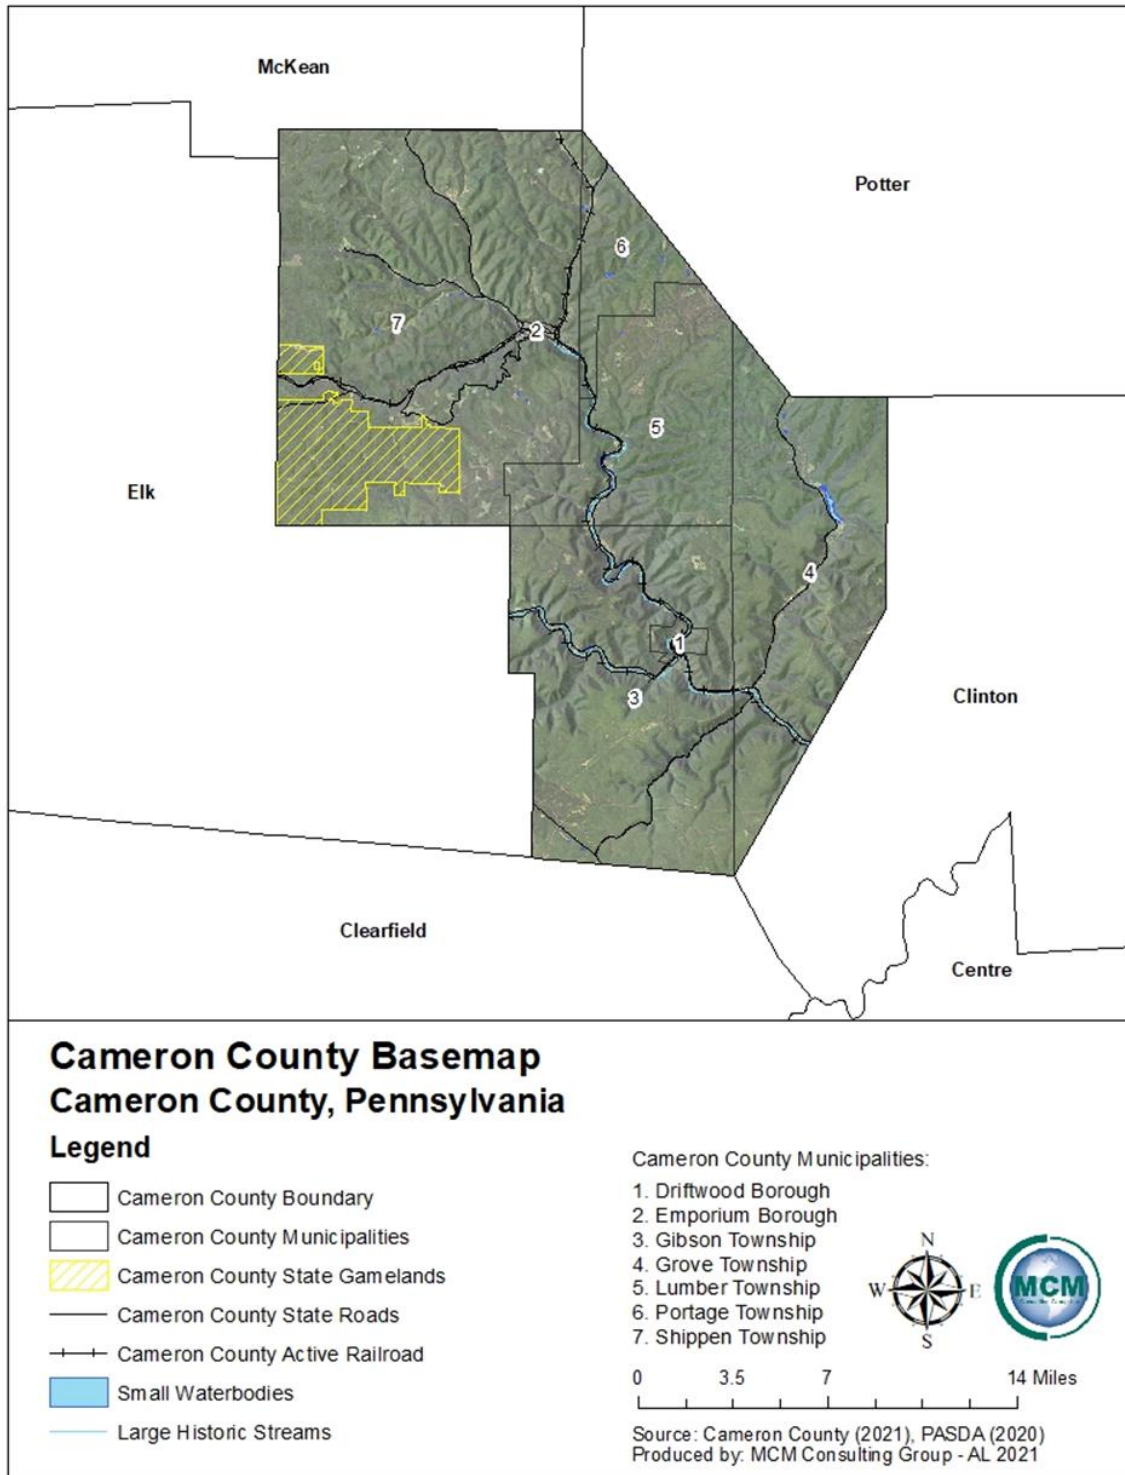 McKean
Potter
6
7
2
5
Elk
4
1
3
Clinton
Clearfield
Centre
Cameron County Basemap
Cameron County, Pennsylvania
Legend
Cameron County Boundary
Cameron County Municipalities
Cameron County State Gamelands
Cameron County State Roads
Cameron County Active Railroad
Small Waterbodies
Large Historic Streams
Cameron County Municipalities:
1. Driftwood Borough
2. Emporium Borough
3. Gibson Township
4. Grove Township
5. Lumber Township
6. Portage Township
7. Shippen Township
N
W E
S
MCM
0 3.5 7 14 Miles
Source: Cameron County (2021), PASDA (2020)
Produced by: MCM Consulting Group - AL 2021